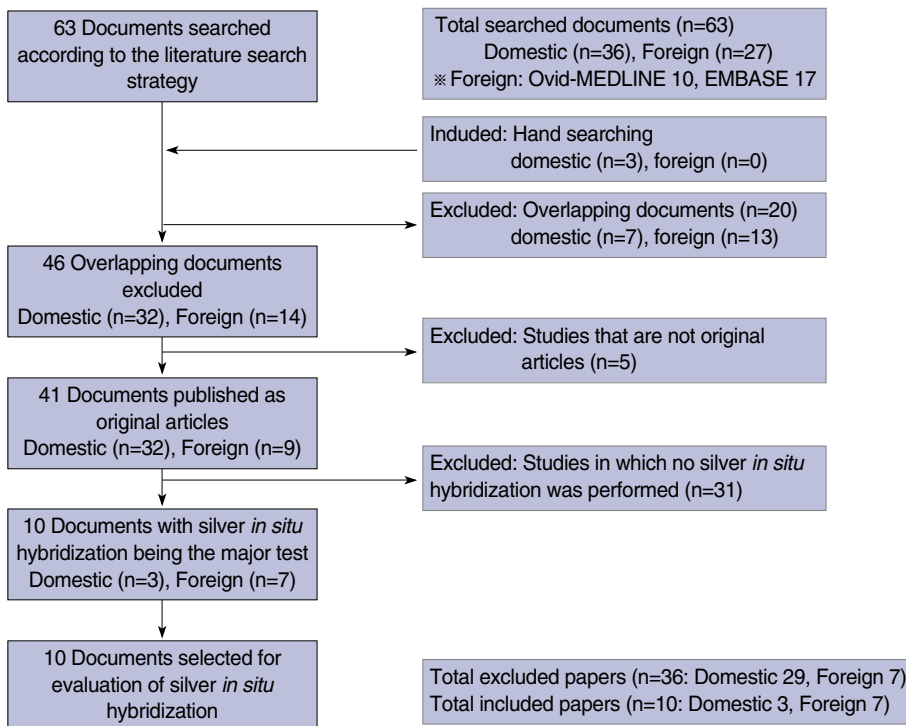 63 Documents searched
according to the literature search
strategy
Total searched documents (n=63)
Domestic (n=36), Foreign (n=27)
※ Foreign: Ovid-MEDLINE 10, EMBASE 17
Induded: Hand searching
domestic (n=3), foreign (n=0)
Excluded: Overlapping documents (n=20)
domestic (n=7), foreign (n=13)
46 Overlapping documents
excluded
Domestic (n=32), Foreign (n=14)
Excluded: Studies that are not original
articles (n=5)
41 Documents published as
original articles
Domestic (n=32), Foreign (n=9)
Excluded: Studies in which no silver in situ
hybridization was performed (n=31)
10 Documents with silver in situ
hybridization being the major test
Domestic (n=3), Foreign (n=7)
10 Documents selected for
evaluation of silver in situ
hybridization
Total excluded papers (n=36: Domestic 29, Foreign 7)
Total included papers (n=10: Domestic 3, Foreign 7)